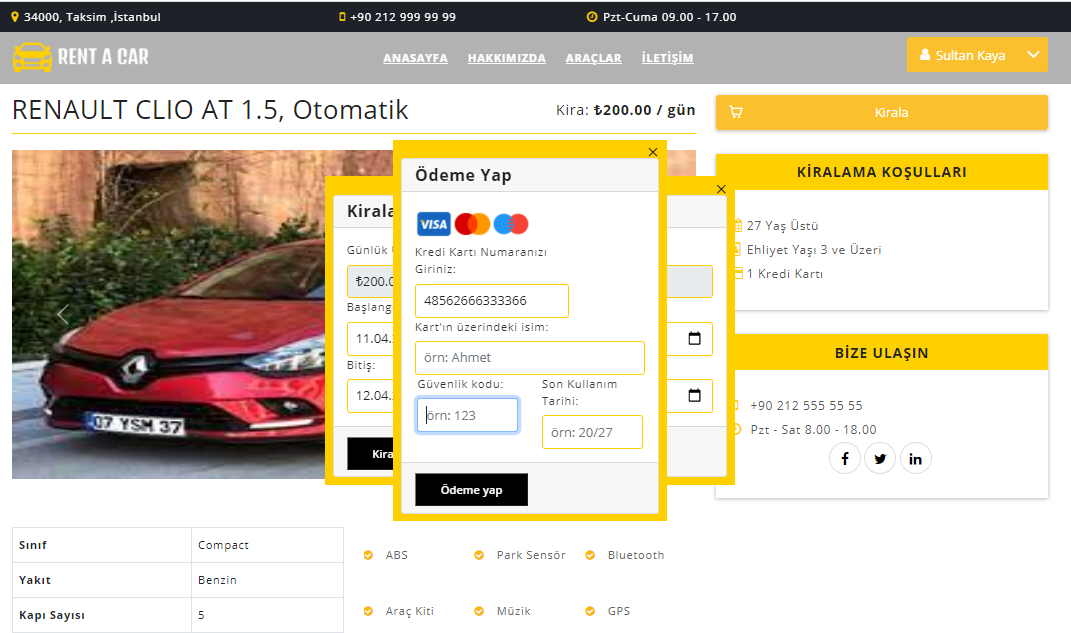 34000, Taksim ,İstanbul
+90 212 999 99 99
Pzt-Cuma 09.00 - 17.00
RENT A CAR
ANASAYFA HAKKIMIZDA ARAÇLAR İLETİŞİM
Sultan Kaya
RENAULT CLIO AT 1.5, Otomatik
Kira: ₺200.00 / gün
Kirala
KİRALAMA KOŞULLARI
27 Yaş Üstü
Ehliyet Yaşı 3 ve Üzeri
1 Kredi Kartı
BİZE ULAŞIN
+90 212 555 55 55
Pzt - Sat 8.00 - 18.00
Kirala
Günlük
₺200.0
Başlang
11.04.
Bitiş:
12.04.
Kira
Ödeme Yap
VISA
Kredi Kartı Numaranızı
Giriniz:
48562666333366
Kart'ın üzerindeki isim:
örn: Ahmet
Güvenlik kodu:
örn: 123
Son Kullanım
Tarihi:
örn: 20/27
Ödeme yap
07 YSM 37
Sınıf Compact
Yakıt Benzin
Kapı Sayısı 5
ABS Park Sensör Bluetooth
Araç Kiti Müzik GPS